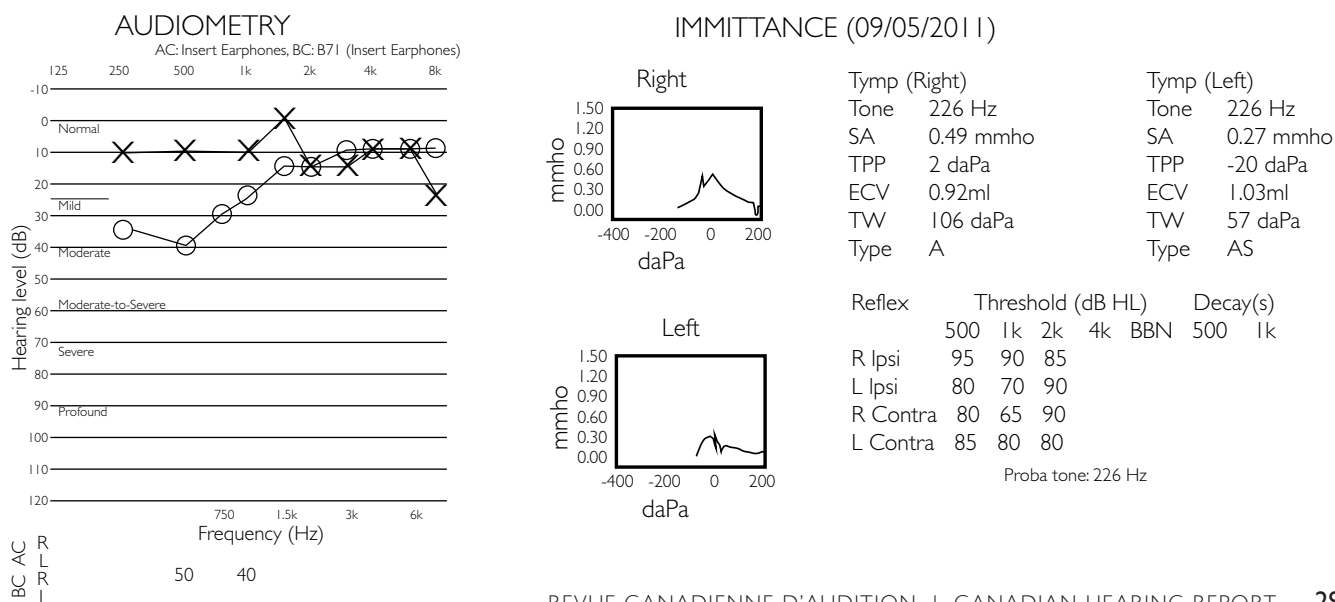 AUDIOMETRY
AC: Insert Earphones, BC: B71 (Insert Earphones)
125 250 500 1k 2k 4k 8k
-10
0
Normal
10
20
Mild
30
40
Moderate
50
Moderate-to-Severe
60
70
Severe
80
90
Profound
100
110
120
Hearing level (dB)
750 1.5k 3k 6k
Frequency (Hz)
BC AC
R
L
R
L
50 40
IMMITTANCE (09/05/2011)
Right
1.50
1.20
0.90
0.60
0.30
0.00
mmho
-400 -200 0 200
daPa
Left
1.50
1.20
0.90
0.60
0.30
0.00
mmho
-400 -200 0 200
daPa
Tymp (Right)
Tone 226 Hz
SA 0.49 mmho
TPP 2 daPa
ECV 0.92ml
TW 106 daPa
Type A
Tymp (Left)
Tone 226 Hz
SA 0.27 mmho
TPP -20 daPa
ECV 1.03ml
TW 57 daPa
Type AS
Reflex Threshold (dB HL) Decay(s)
500 1k 2k 4k BBN 500 1k
R Ipsi 95 90 85
L Ipsi 80 70 90
R Contra 80 65 90
L Contra 85 80 80
Proba tone: 226 Hz
REVUE CANADIENNE D'AUDITION | CANADIAN HEARING REPORT